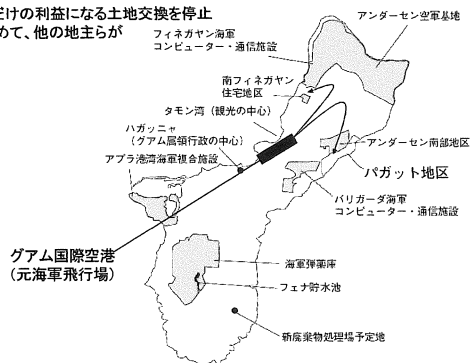 だけの利益になる土地交換を停止
めて、他の地主らが
アンダーセン空軍基地
フィネガヤン海軍
コンピューター・通信施設
南フィネガヤン
住宅地区
タモン湾（観光の中心）
ハガッニャ
（グアム属領行政の中心）
アプラ港湾海軍複合施設
アンダーセン南部地区
パガット地区
バリガーダ海軍
コンピューター・通信施設
グアム国際空港
（元海軍飛行場）
海軍弾薬庫
フェナ貯水池
新廃棄物処理場予定地